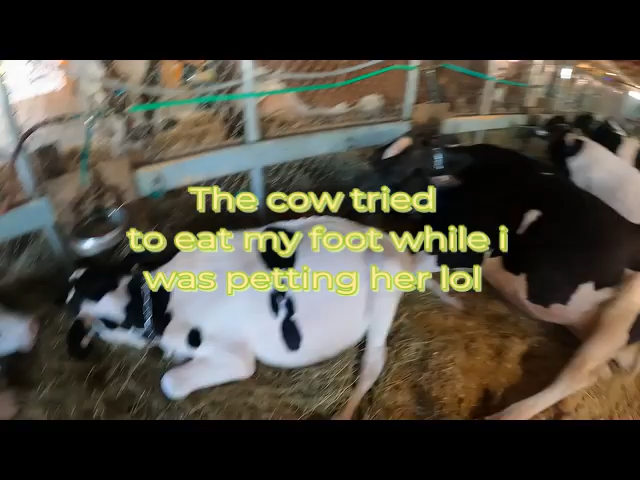 The cow tried
to eat my foot while i
was petting her lol